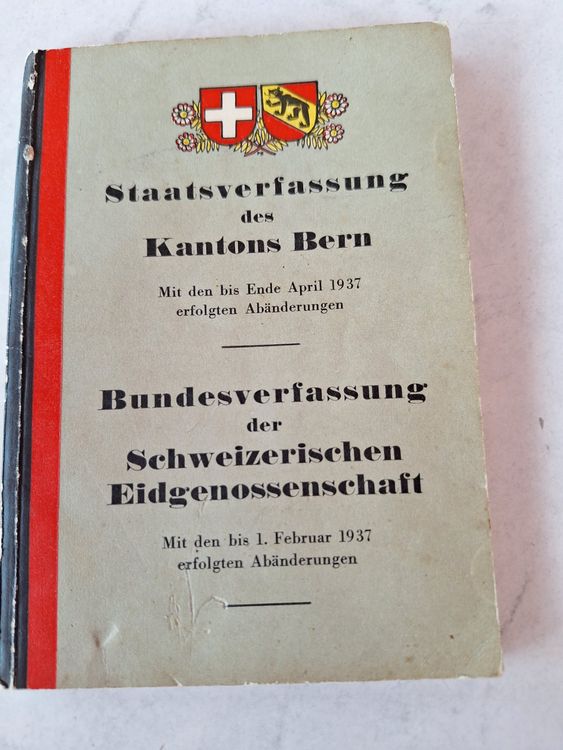 Staatsverfassung
des
Kantons Bern
Mit den bis Ende April 1937
erfolgten Abänderungen
Bundesverfassung
der
Schweizerischen
Eidgenossenschaft
Mit den bis 1. Februar 1937
erfolgten Abänderungen